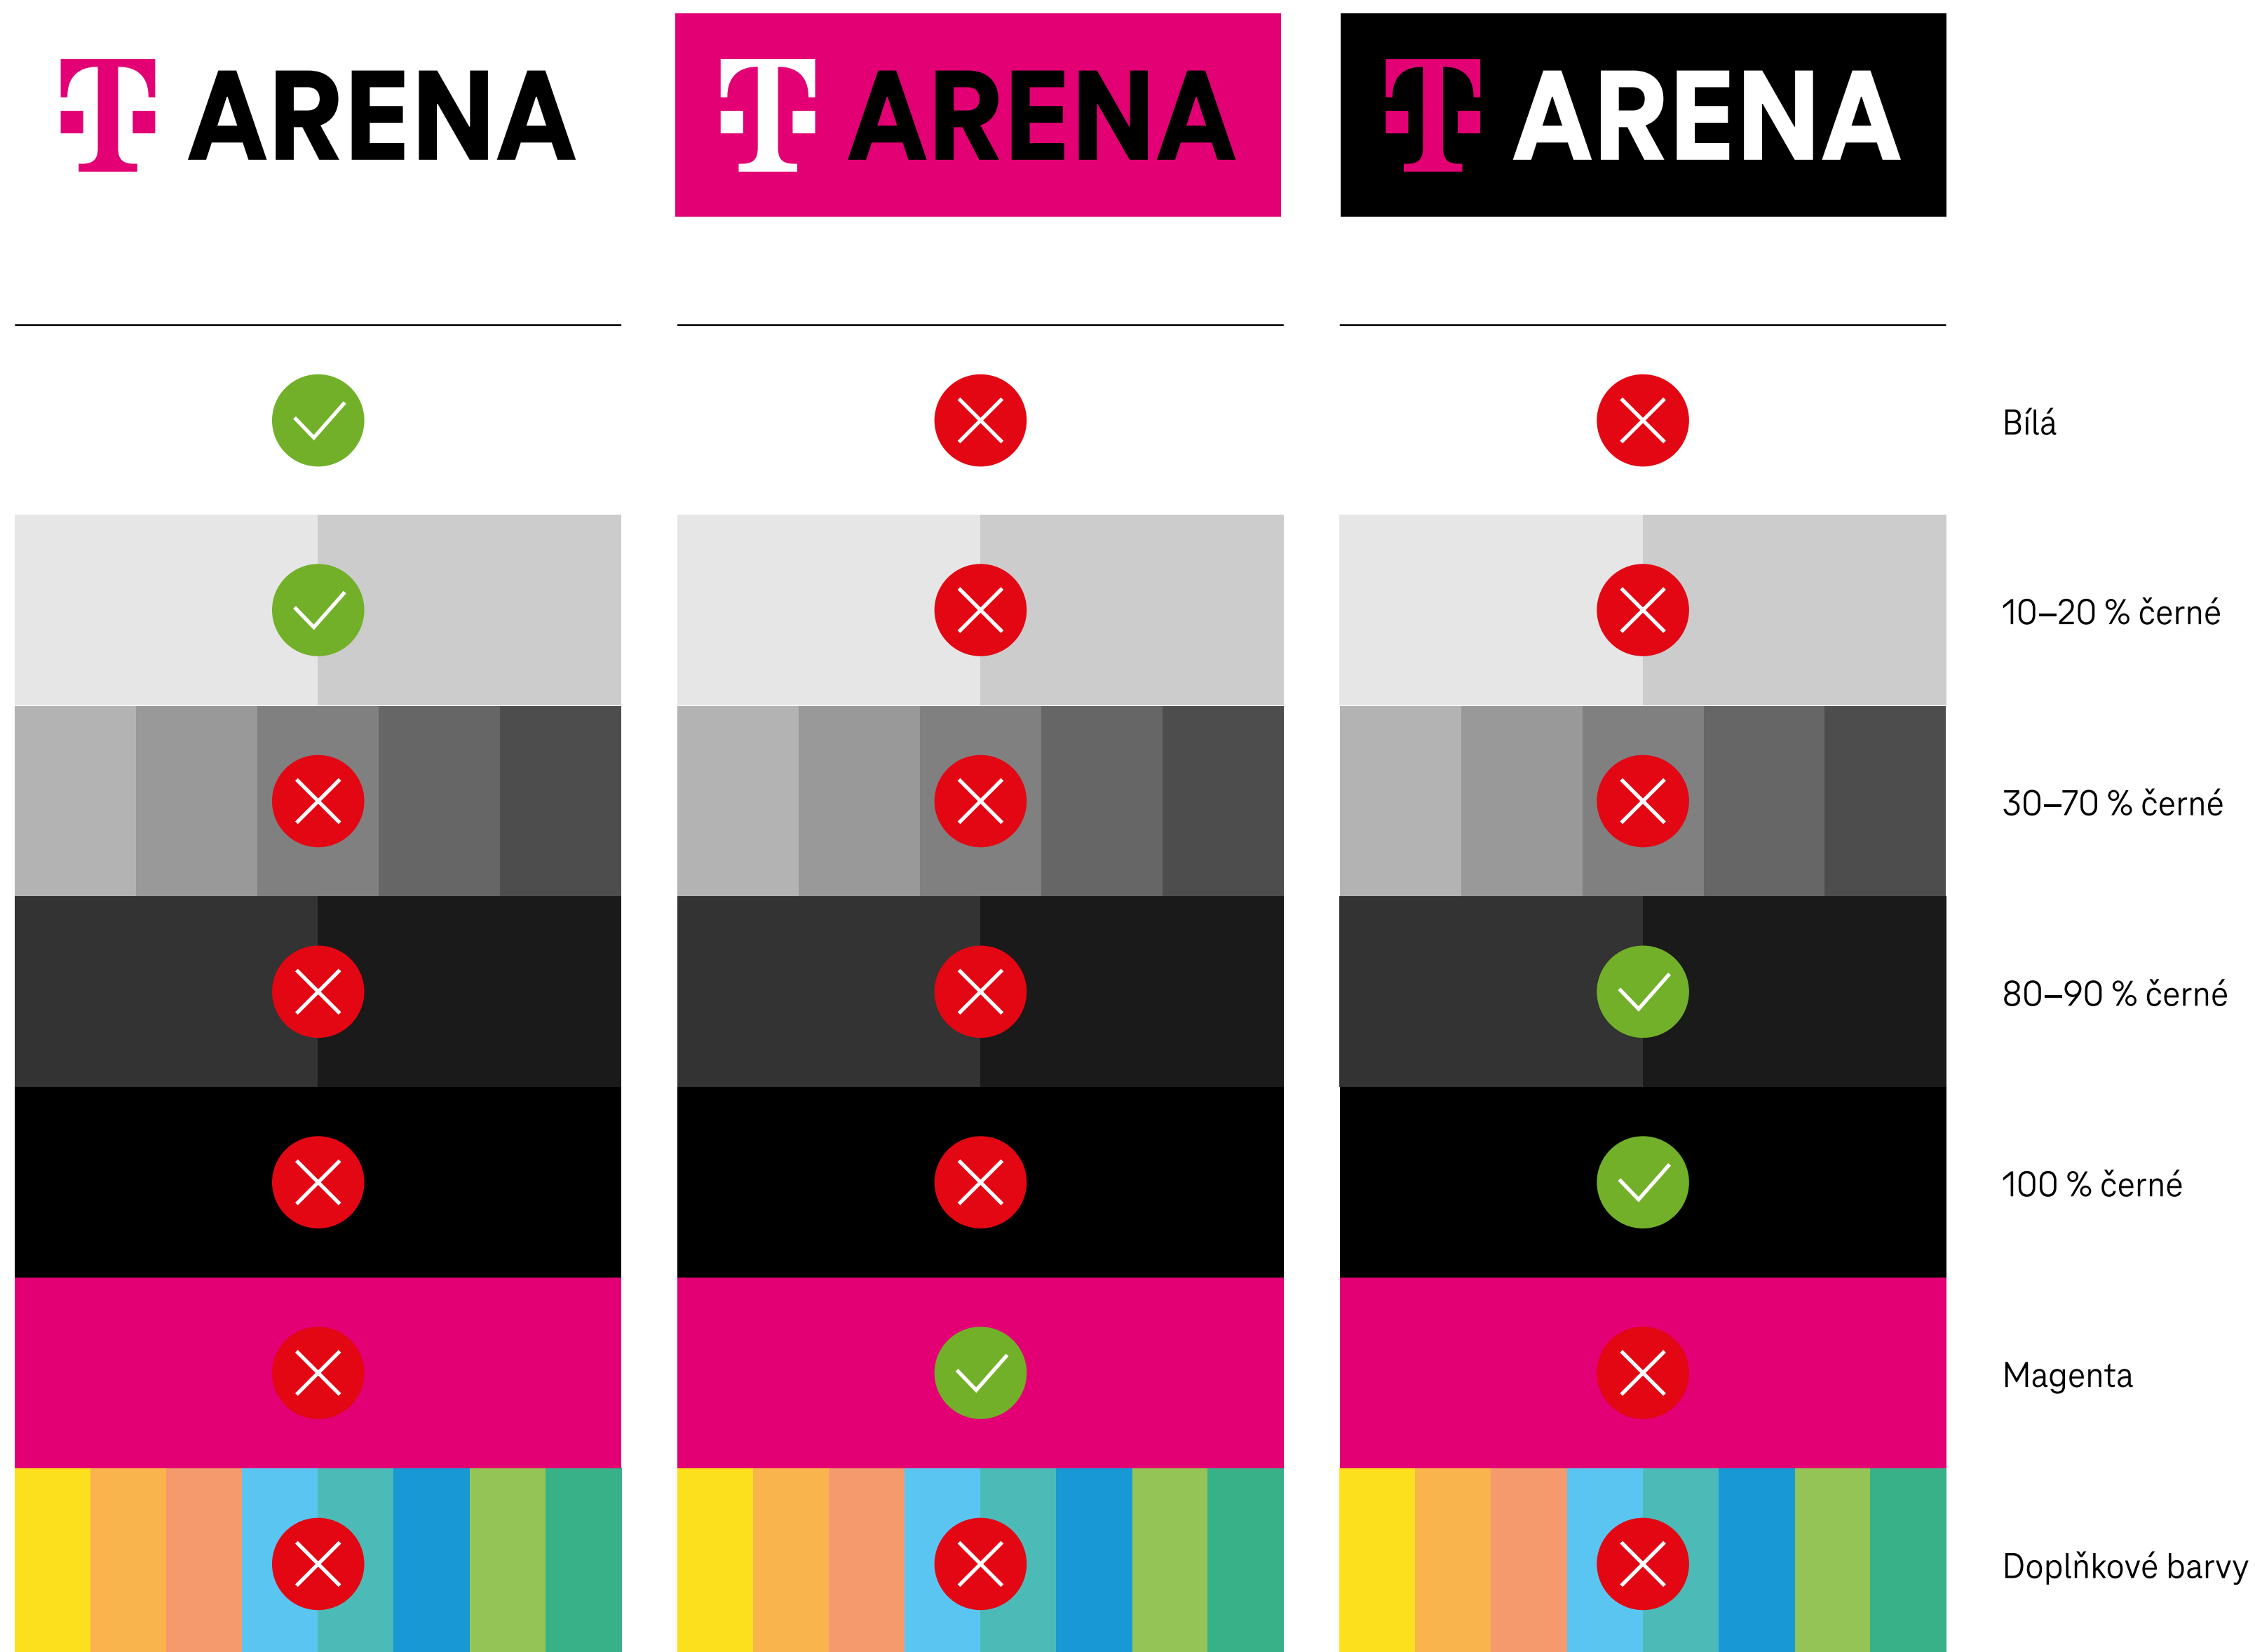 T ARENA
T ARENA
T ARENA
Bílá
10–20 % černé
30–70 % černé
80–90 % černé
100 % černé
Magenta
Doplňkové barvy